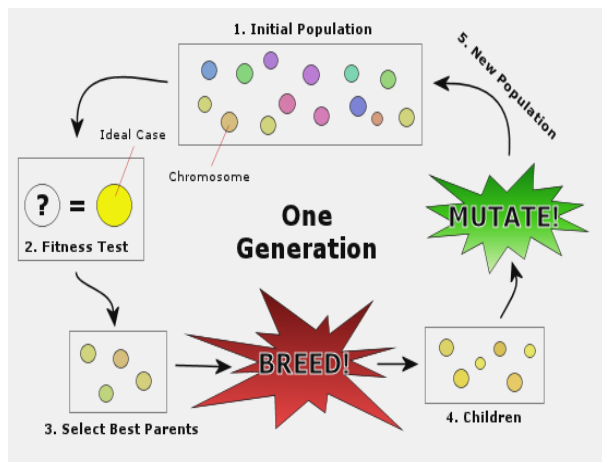 1. Initial Population
5. New Population
Ideal Case
Chromosome
? =
2. Fitness Test
One
Generation
MUTATE!
BREED!
3. Select Best Parents
4. Children